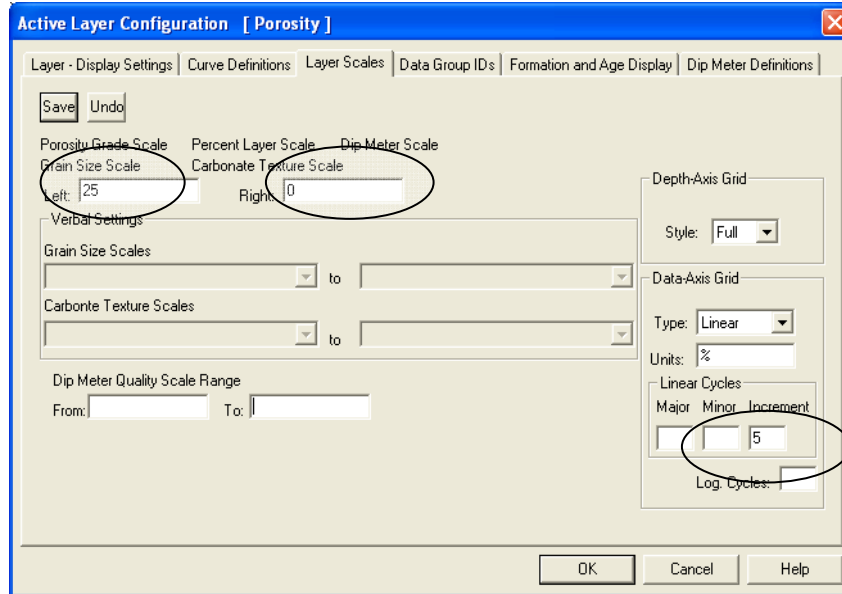 Active Layer Configuration [ Porosity ]
Layer - Display Settings Curve Definitions Layer Scales Data Group IDs Formation and Age Display Dip Meter Definitions
Save Undo
Porosity Grade Scale Percent Layer Scale Dip Meter Scale
Grain Size Scale Carbonate Texture Scale
Left: 25 Right: 0
Verbal Settings
Grain Size Scales
to
Carbonte Texture Scales
to
Dip Meter Quality Scale Range
From: To:
Depth-Axis Grid
Style: Full
Data-Axis Grid
Type: Linear
Units: %
Linear Cycles
Major Minor Increment
5
Log. Cycles:
OK Cancel Help